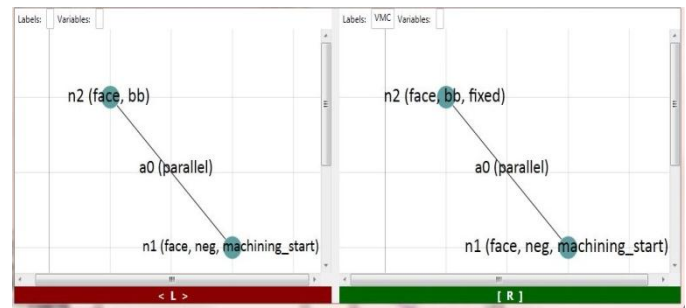 Labels: Variables:
n2 (face, bb)
a0 (parallel)
n1 (face, neg, machining_start)
< L >
Labels: VMC Variables:
n2 (face, bb, fixed)
a0 (parallel)
n1 (face, neg, machining_start)
[ R ]